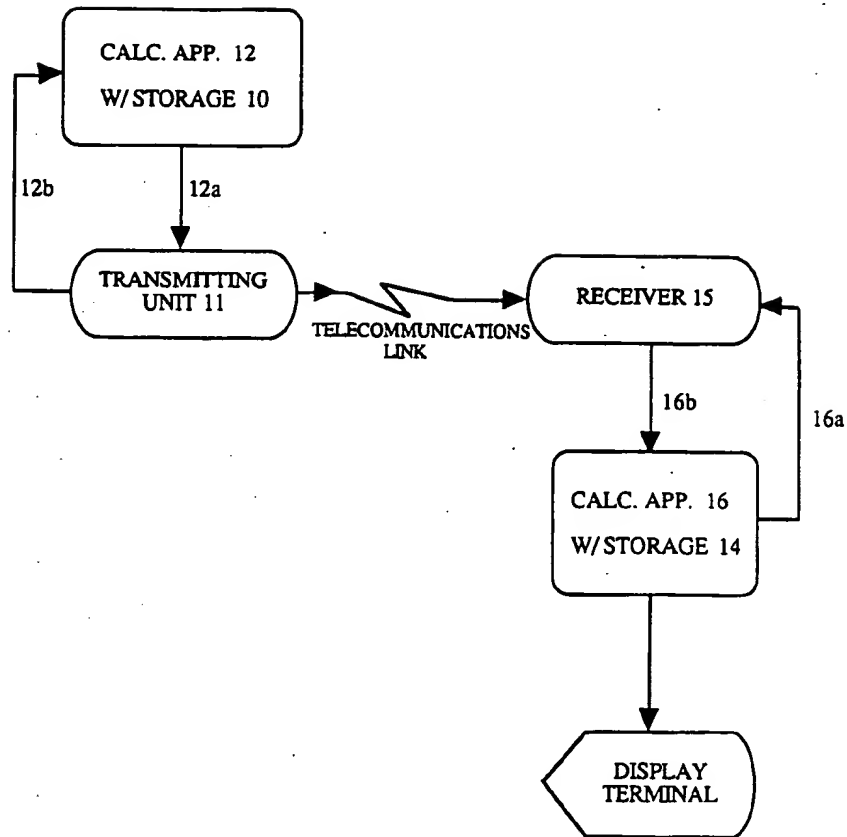 CALC. APP. 12
W/ STORAGE 10
12b
12a
TRANSMITTING
UNIT 11
TELECOMMUNICATIONS
LINK
RECEIVER 15
16b
16a
CALC. APP. 16
W/ STORAGE 14
DISPLAY
TERMINAL